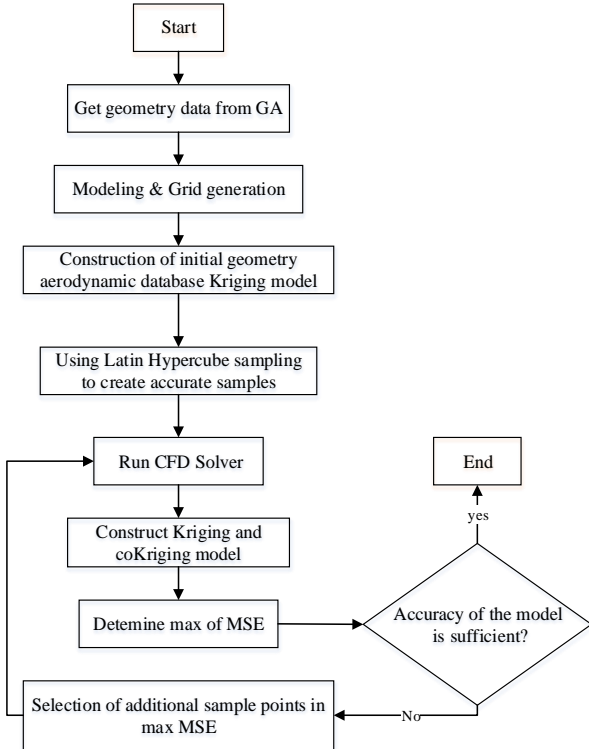 Start
Get geometry data from GA
Modeling & Grid generation
Construction of initial geometry
aerodynamic database Kriging model
Using Latin Hypercube sampling
to create accurate samples
Run CFD Solver
End
yes
Construct Kriging and
coKriging model
Detemine max of MSE
Accuracy of the model
is sufficient?
Selection of additional sample points in
max MSE
No